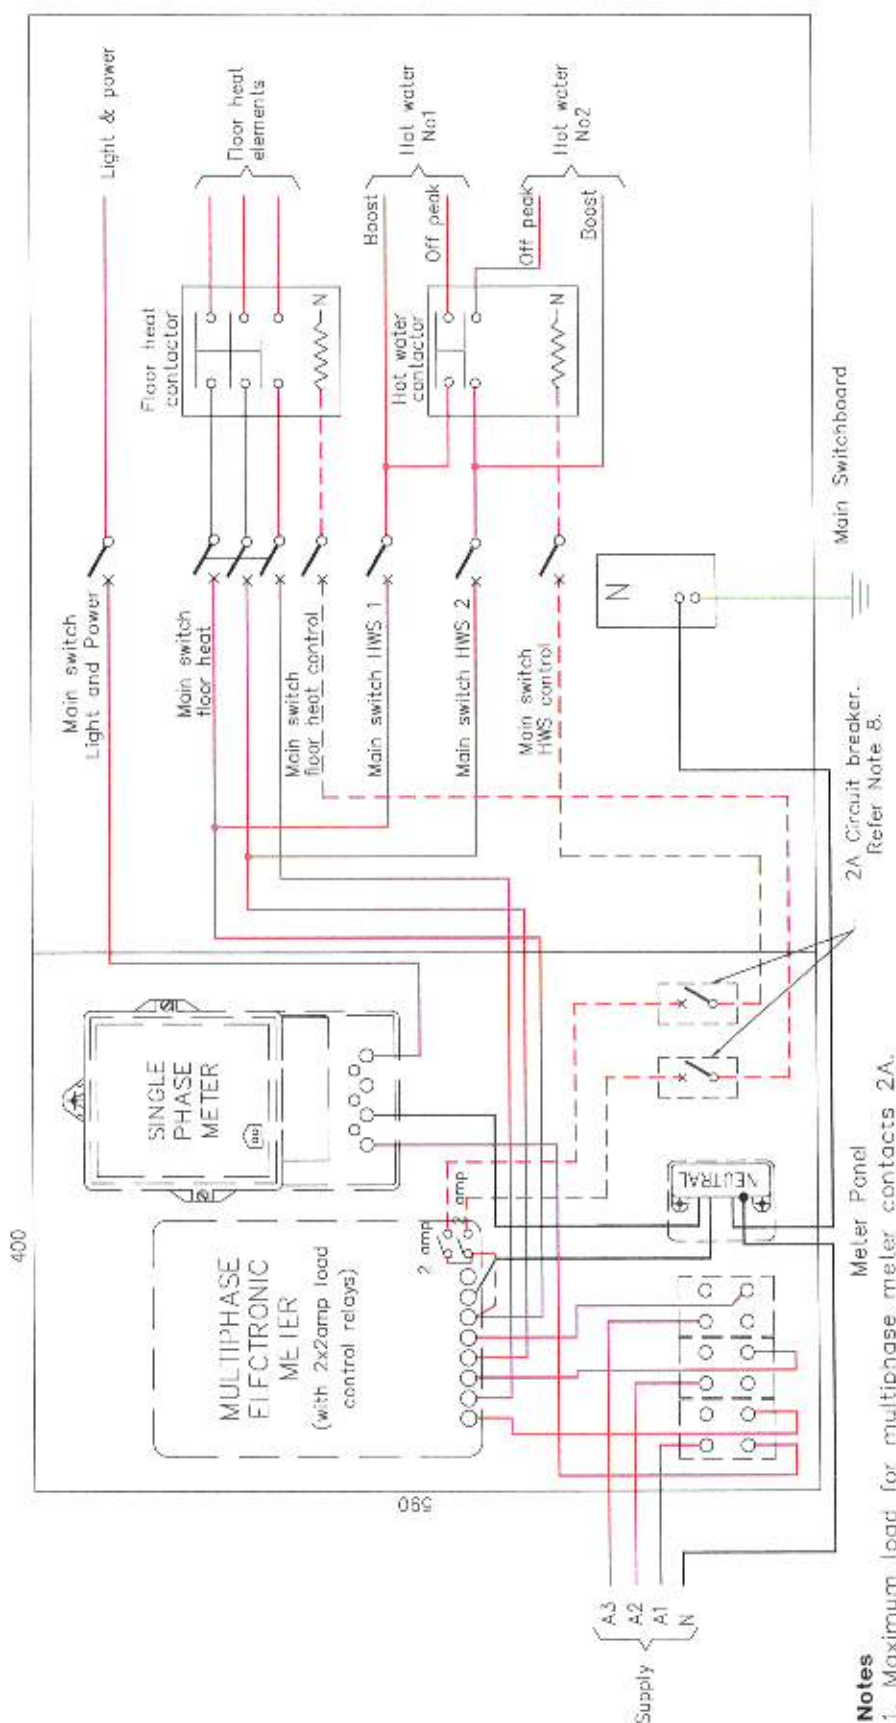 400
590
Light & power
Floor heat
elements
Hot water
No1
Hot water
No2
Boost
Off peak
Off peak
Boost
Floor heat
contactor
N
Hot water
contactor
N
Main switch
Light and Power
Main switch
floor heat
Main switch
floor heat control
Main switch HWS 1
Main switch HWS 2
Main switch
HWS control
N
Main Switchboard
2A Circuit breaker.
Refer Note 8.
SINGLE
PHASE
METER
MULTIPHASE
ELECTRONIC
METER
(with 2x2amp load
control relays)
2 amp
2 amp
NEUTRAL
Meter Panel
Supply
A3
A2
A1
N
Notes
1. Maximum load for multiphase meter contacts 2A.